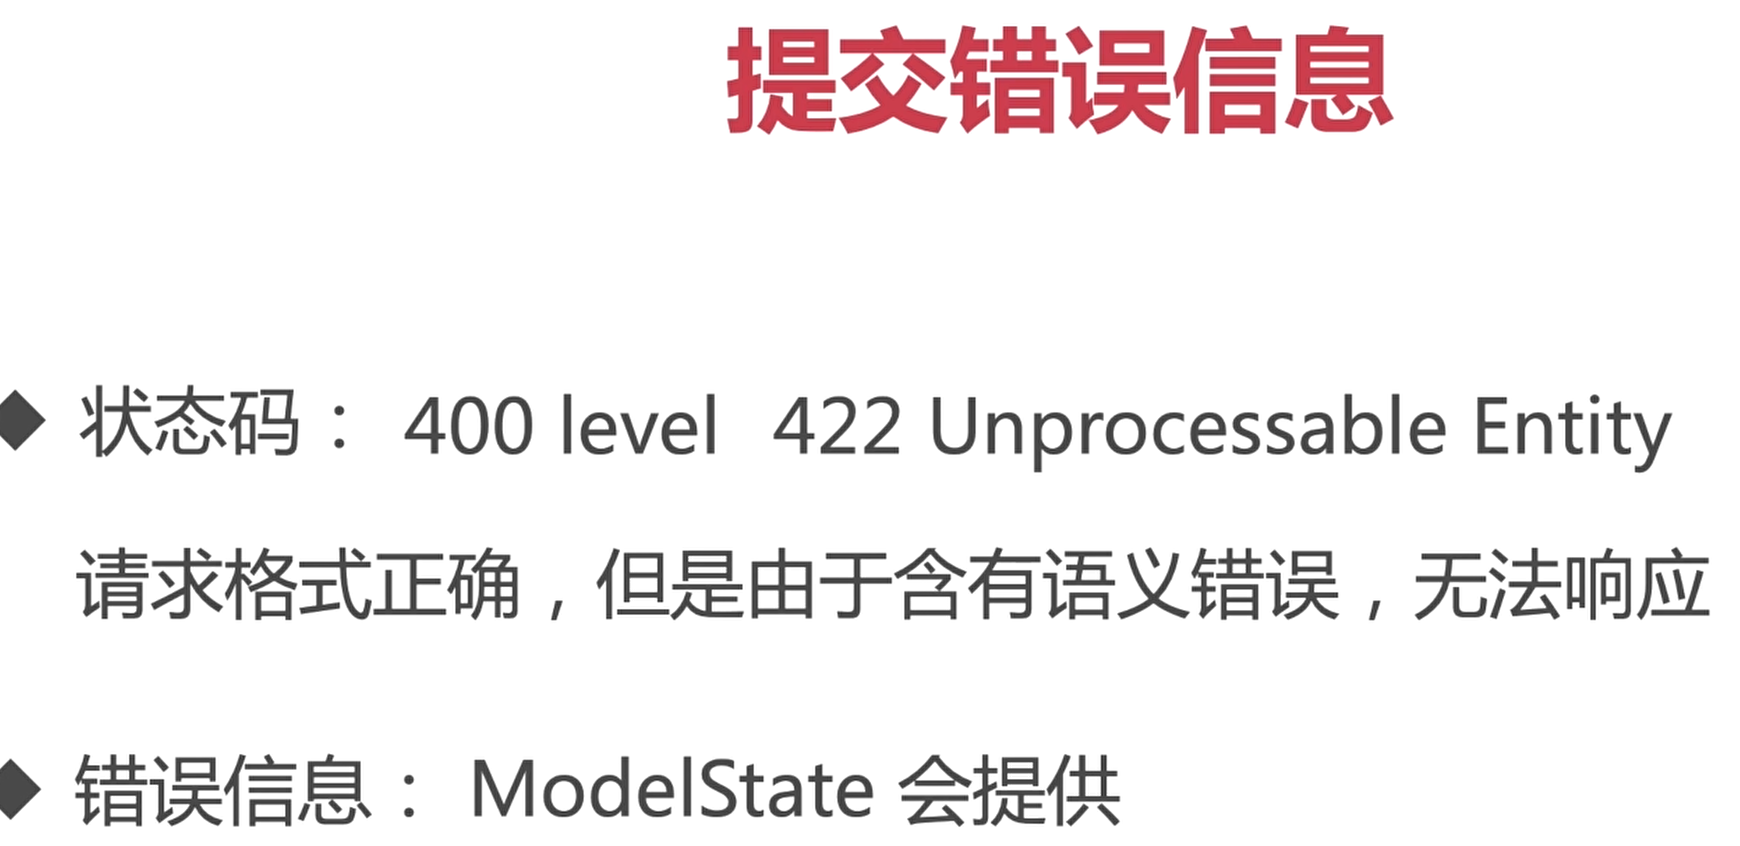 提交错误信息
◆ 状态码： 400 level 422 Unprocessable Entity
请求格式正确，但是由于含有语义错误，无法响应
◆ 错误信息： ModelState 会提供